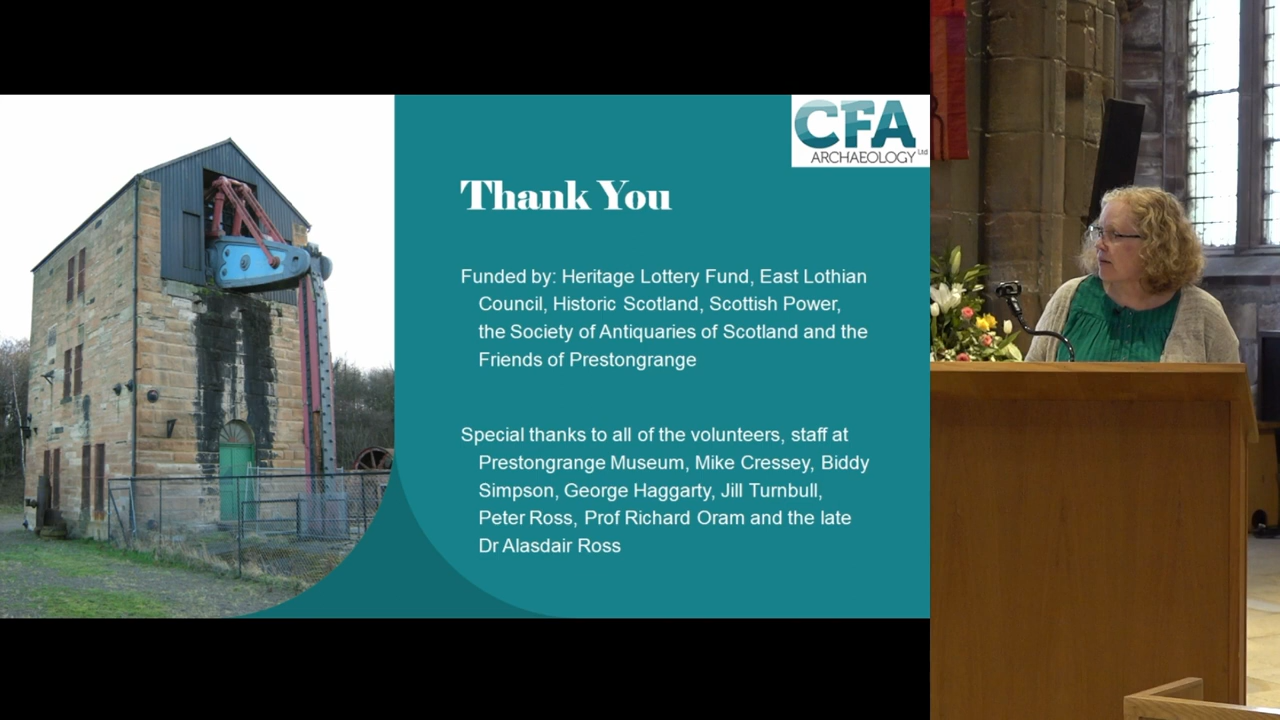 CFA
ARCHAEOLOGY Ltd
Thank You
Funded by: Heritage Lottery Fund, East Lothian
Council, Historic Scotland, Scottish Power,
the Society of Antiquaries of Scotland and the
Friends of Prestongrange
Special thanks to all of the volunteers, staff at
Prestongrange Museum, Mike Cressey, Biddy
Simpson, George Haggarty, Jill Turnbull,
Peter Ross, Prof Richard Oram and the late
Dr Alasdair Ross